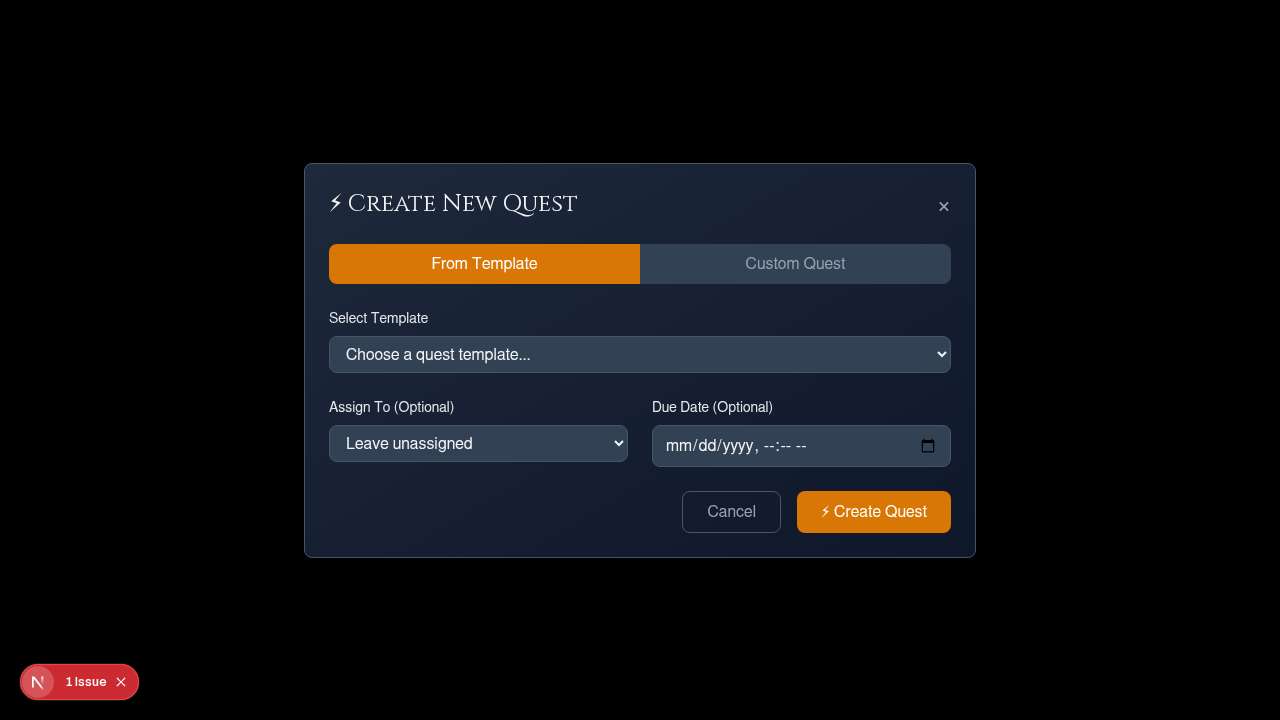 ⚡ Create New Quest
×
From Template
Custom Quest
Select Template
Choose a quest template...
Assign To (Optional)
Due Date (Optional)
Leave unassigned
mm/dd/yyyy, --:-- --
Cancel
⚡ Create Quest
N
1 Issue